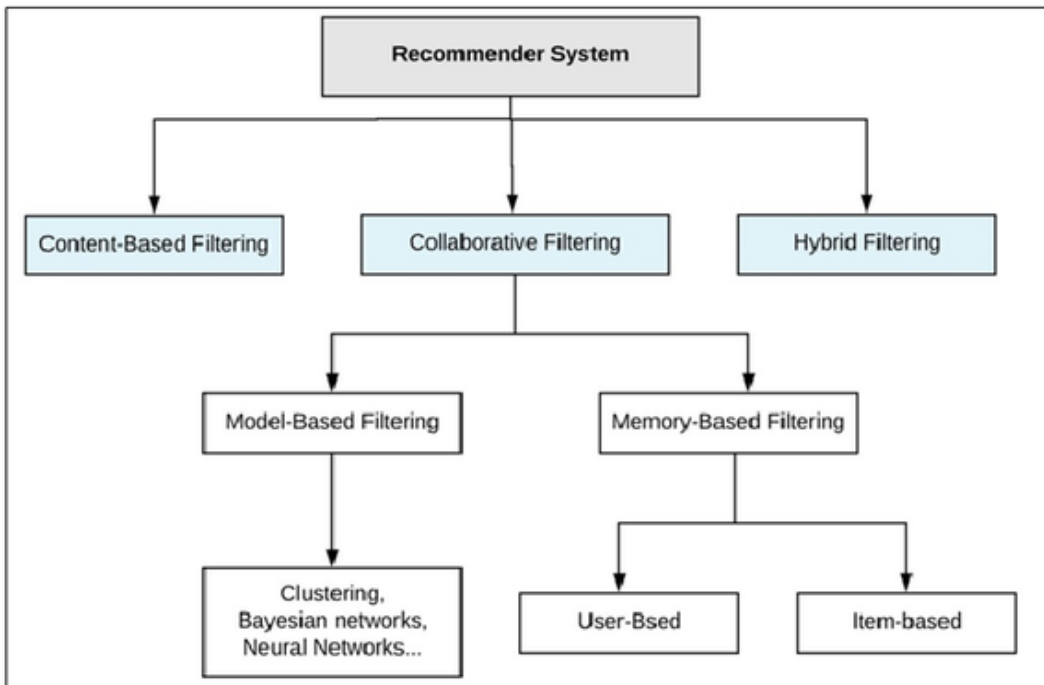 Recommender System
Content-Based Filtering
Collaborative Filtering
Hybrid Filtering
Model-Based Filtering
Memory-Based Filtering
Clustering,
Bayesian networks,
Neural Networks...
User-Bsed
Item-based